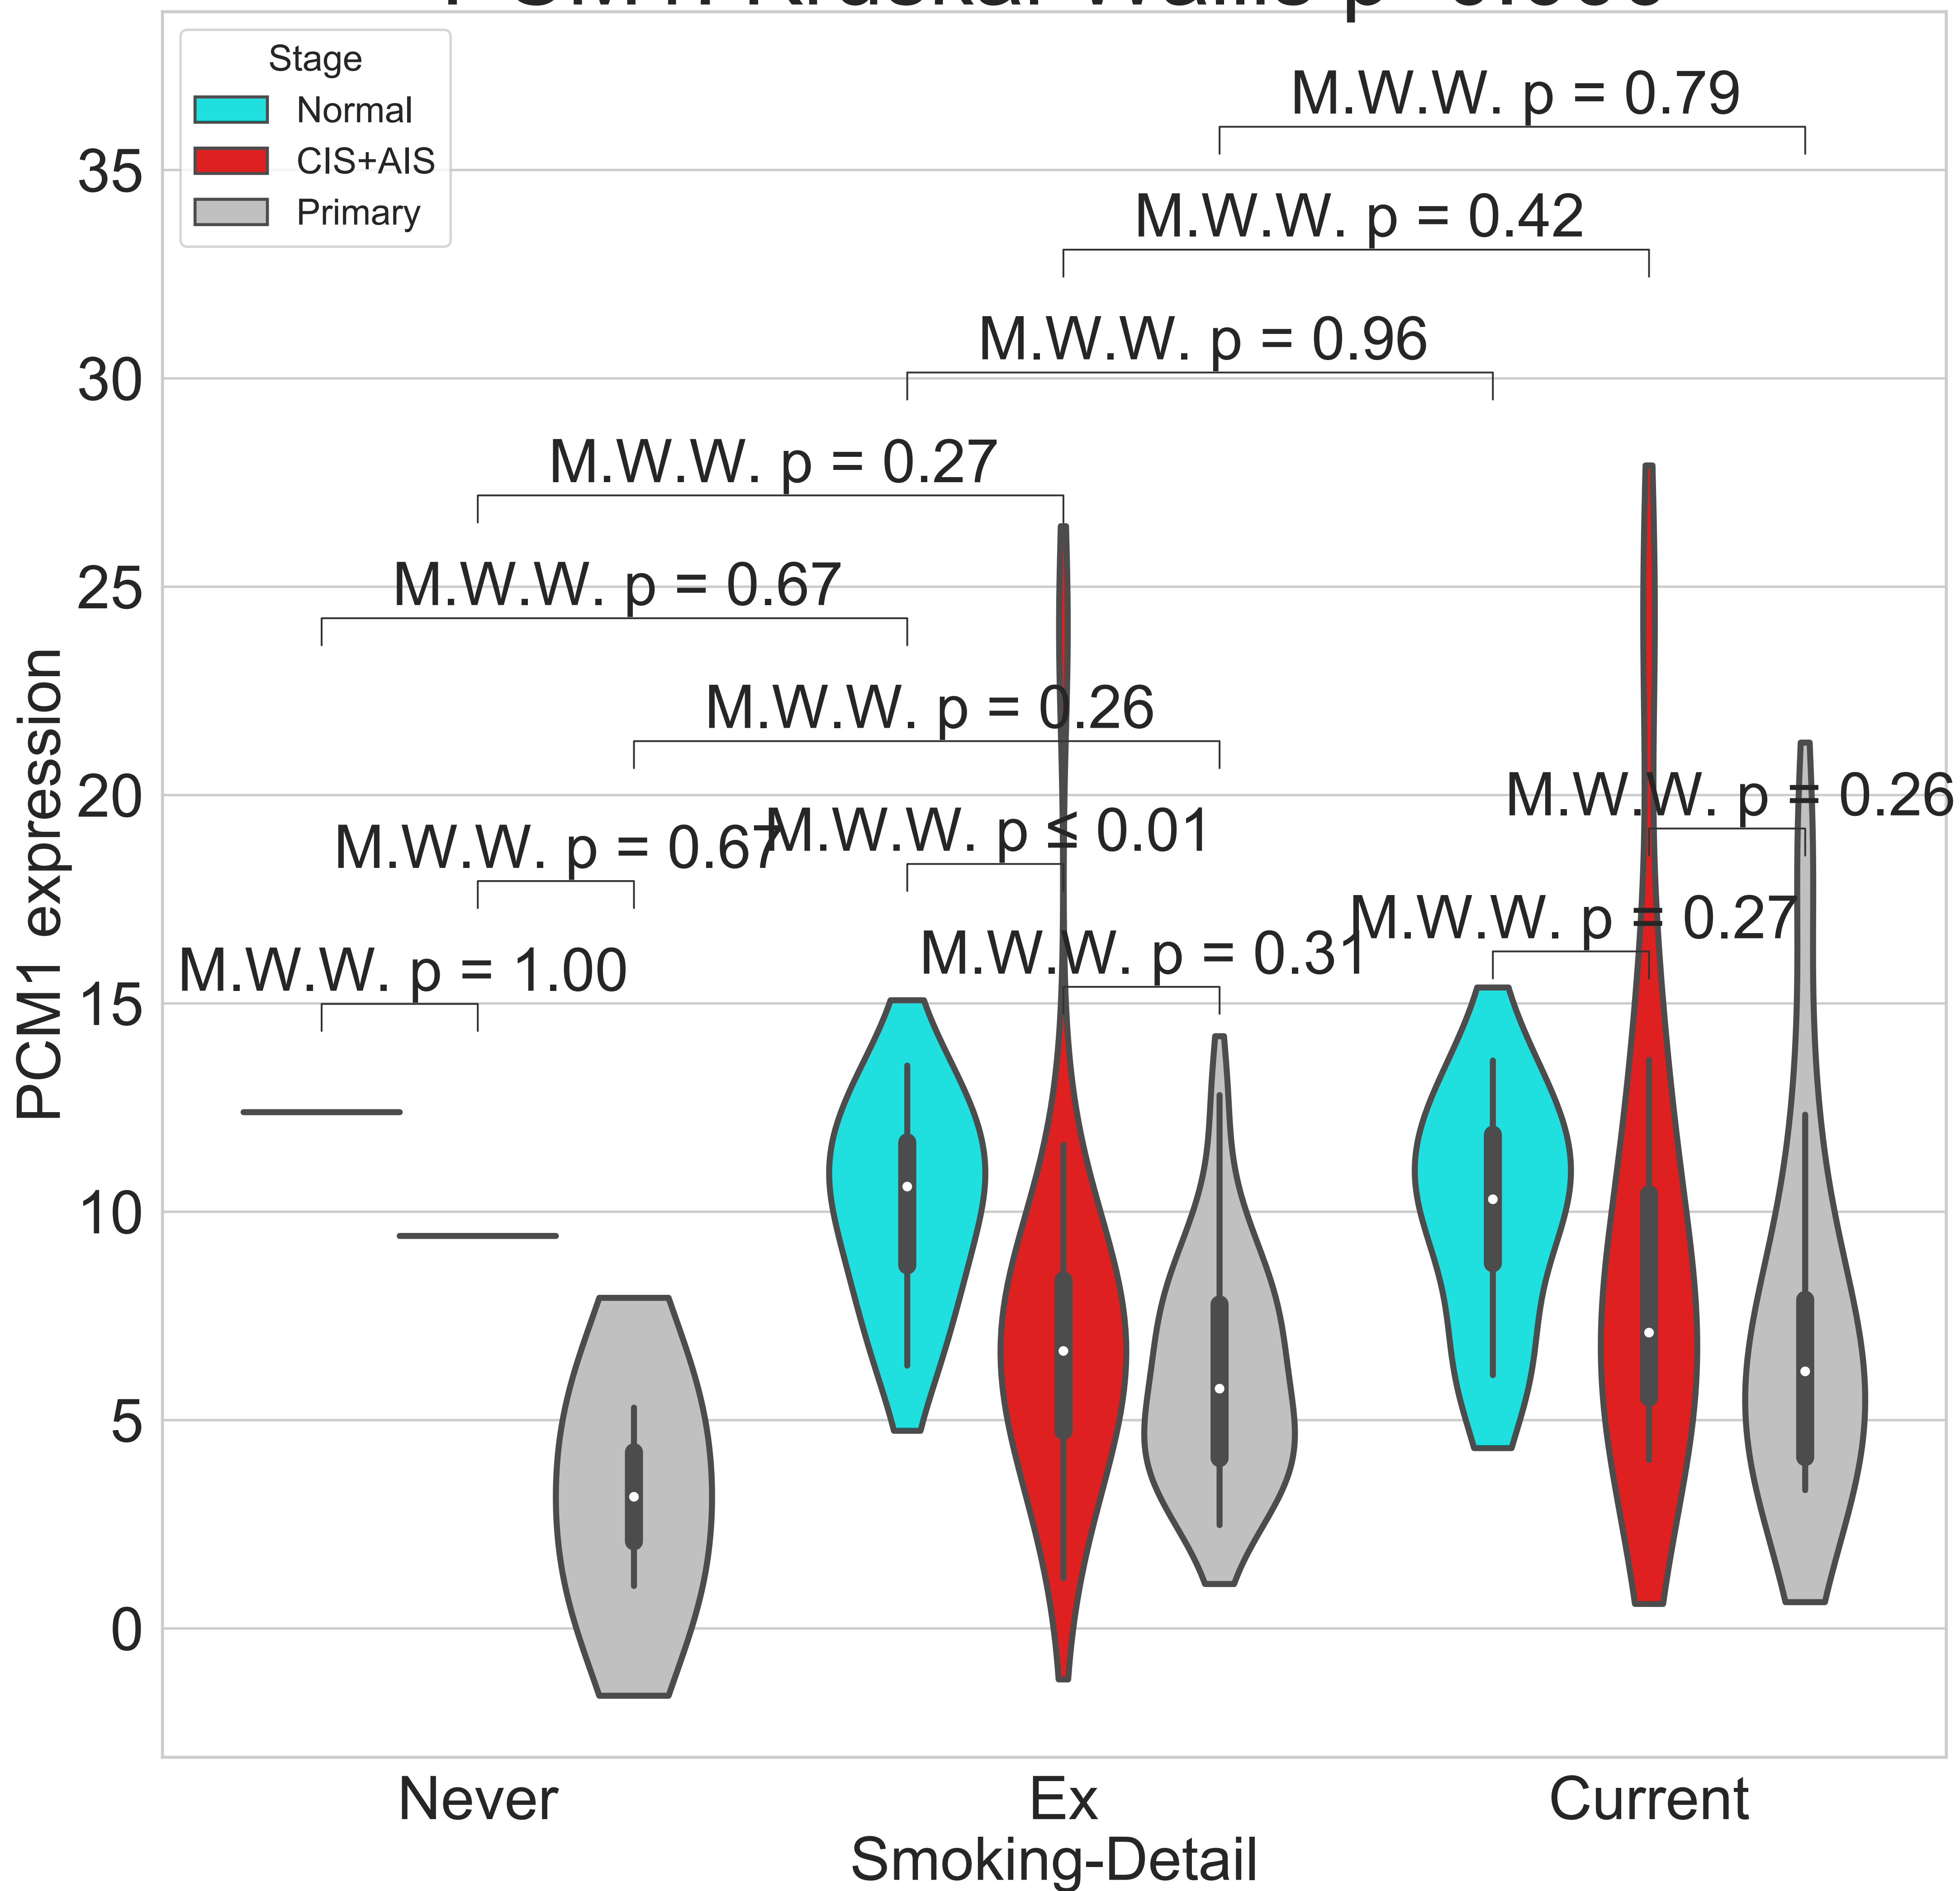 Stage
Normal
CIS+AIS
Primary
M.W.W. p = 0.79
M.W.W. p = 0.42
M.W.W. p = 0.96
M.W.W. p = 0.27
M.W.W. p = 0.67
M.W.W. p = 0.26
M.W.W. p = 0.26
M.W.W. p = 0.67
M.W.W. p ≤ 0.01
M.W.W. p = 0.27
M.W.W. p = 0.31
M.W.W. p = 1.00
35
30
25
20
15
10
5
0
PCM1 expression
Never
Ex
Current
Smoking-Detail